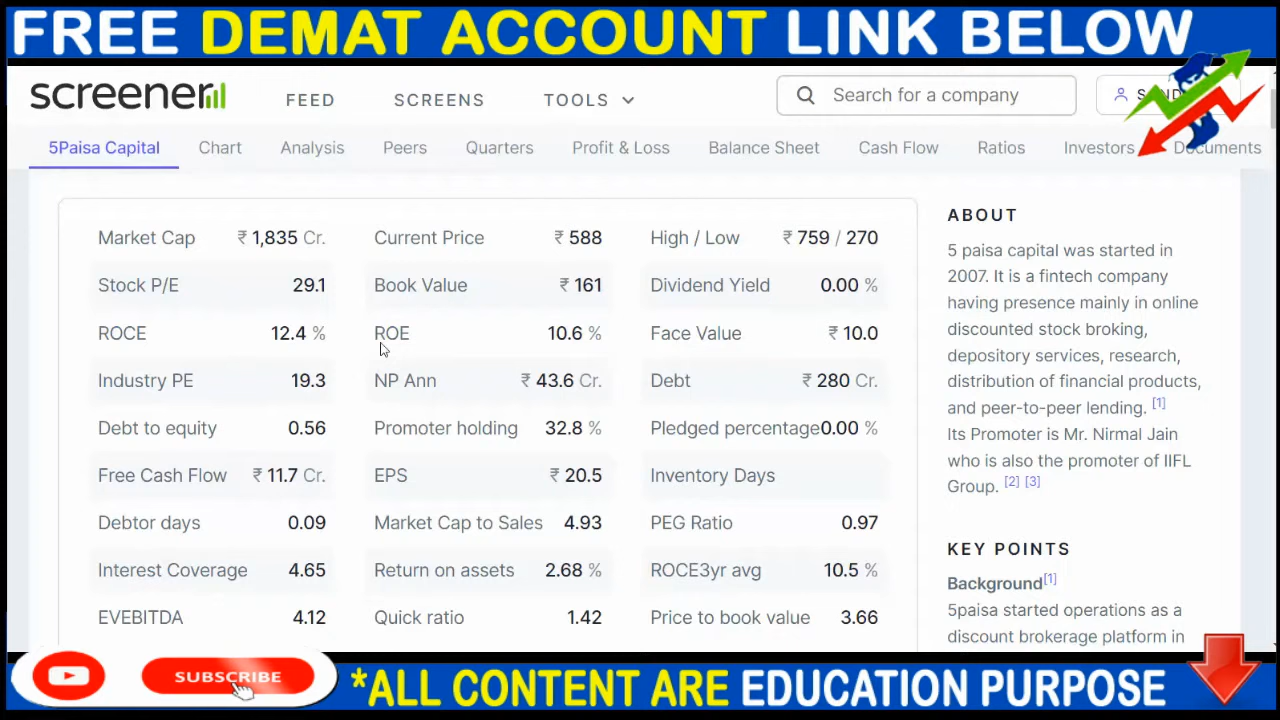 FREE DEMAT ACCOUNT LINK BELOW
screener
FEED SCREENS TOOLS
Search for a company
5Paisa Capital Chart Analysis Peers Quarters Profit & Loss Balance Sheet Cash Flow Ratios Investors Documents
Market Cap ₹ 1,835 Cr. Current Price ₹ 588 High / Low ₹ 759 / 270
Stock P/E 29.1 Book Value ₹ 161 Dividend Yield 0.00 %
ROCE 12.4 % ROE 10.6 % Face Value ₹ 10.0
Industry PE 19.3 NP Ann ₹ 43.6 Cr. Debt ₹ 280 Cr.
Debt to equity 0.56 Promoter holding 32.8 % Pledged percentage 0.00 %
Free Cash Flow ₹ 11.7 Cr. EPS ₹ 20.5 Inventory Days
Debtor days 0.09 Market Cap to Sales 4.93 PEG Ratio 0.97
Interest Coverage 4.65 Return on assets 2.68 % ROCE3yr avg 10.5 %
EVEBITDA 4.12 Quick ratio 1.42 Price to book value 3.66
ABOUT
5 paisa capital was started in
2007. It is a fintech company
having presence mainly in online
discounted stock broking,
depository services, research,
distribution of financial products,
and peer-to-peer lending. [1]
Its Promoter is Mr. Nirmal Jain
who is also the promoter of IIFL
Group. [2] [3]
KEY POINTS
Background[1]
5paisa started operations as a
discount brokerage platform in
SUBSCRIBE
*ALL CONTENT ARE EDUCATION PURPOSE